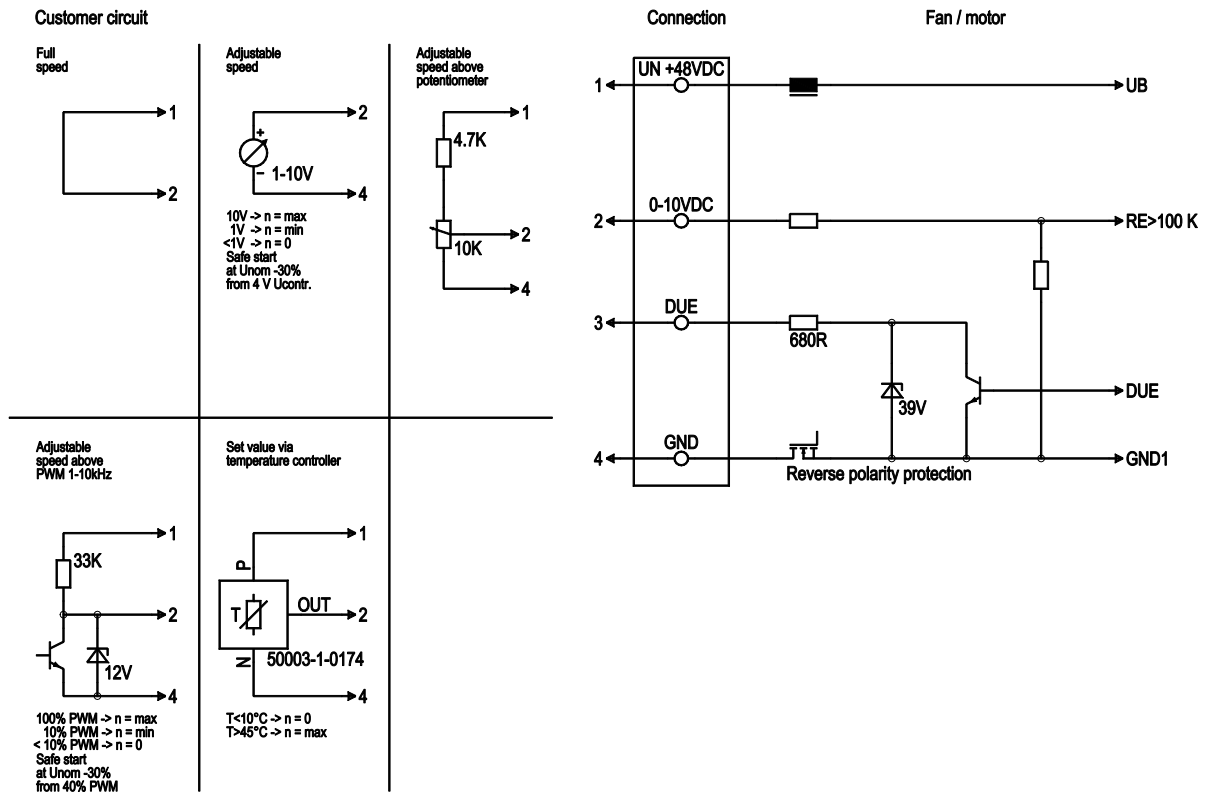 Customer circuit
Connection
Fan / motor
Full
speed
1
2
Adjustable
speed
2
+
1-10V
−
4
10V -> n = max
1V -> n = min
<1V -> n = 0
Safe start
at Unom -30%
from 4 V Ucontr.
Adjustable
speed above
potentiometer
1
4.7K
2
10K
4
UN +48VDC
1
UB
0-10VDC
2
RE>100 K
DUE
3
680R
39V
DUE
GND
4
GND1
Reverse polarity protection
Adjustable
speed above
PWM 1-10kHz
1
33K
2
12V
4
100% PWM -> n = max
10% PWM -> n = min
< 10% PWM -> n = 0
Safe start
at Unom -30%
from 40% PWM
Set value via
temperature controller
1
P
T
OUT
2
N
50003-1-0174
4
T<10°C -> n = 0
T>45°C -> n = max